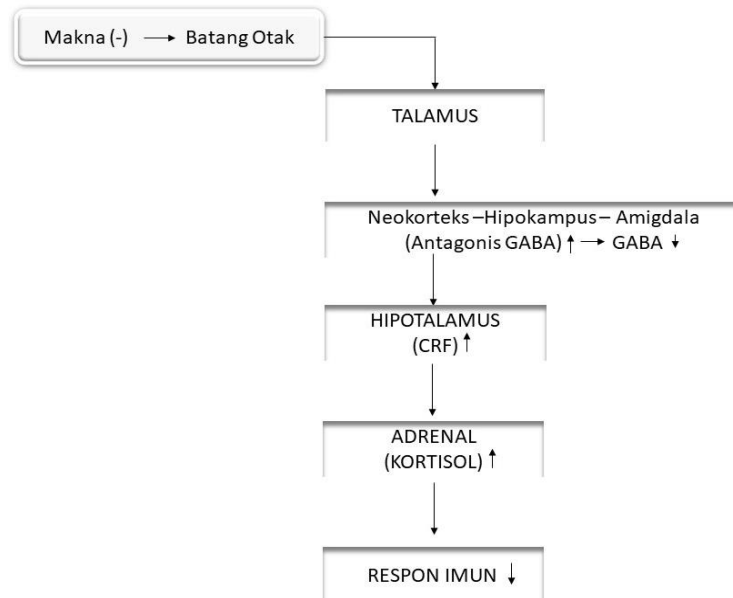 Makna (-) → Batang Otak
TALAMUS
Neokorteks –Hipokampus – Amigdala
(Antagonis GABA) ↑ → GABA ↓
HIPOTALAMUS
(CRF) ↑
ADRENAL
(KORTISOL) ↑
RESPON IMUN ↓